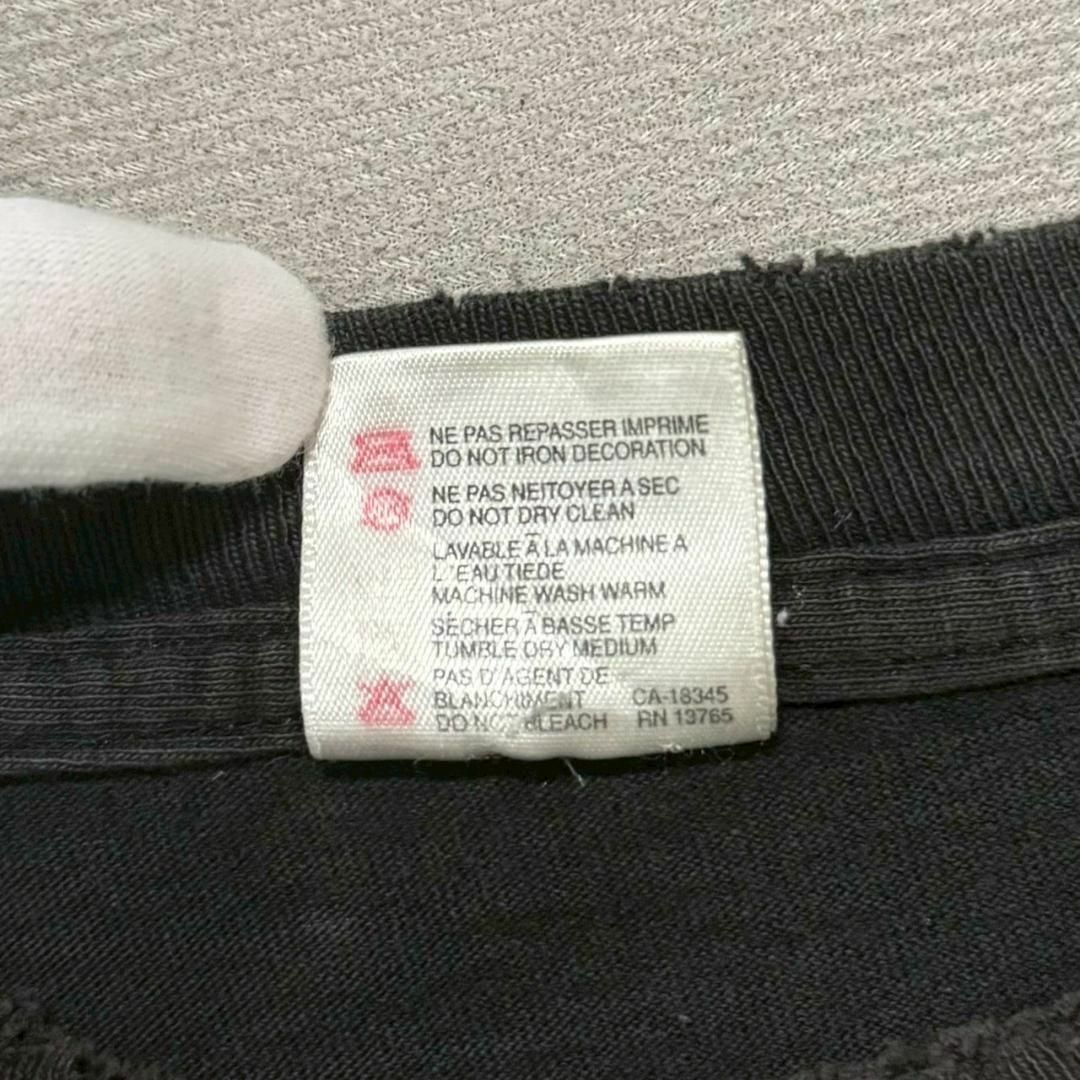 NE PAS REPASSER IMPRIME
DO NOT IRON DECORATION
NE PAS NEITOYER A SEC
DO NOT DRY CLEAN
LAVABLE À LA MACHINE A
L'EAU TIEDE
MACHINE WASH WARM
SÉCHER À BASSE TEMP
TUMBLE DRY MEDIUM
PAS D'AGENT DE
BLANCHIMENT CA-18345
DO NOT BLEACH RN 13765